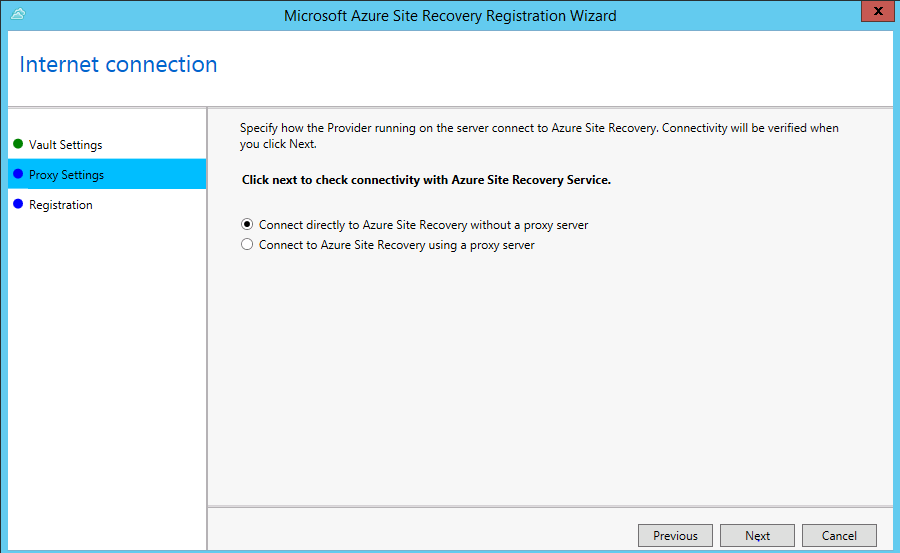 Microsoft Azure Site Recovery Registration Wizard
x
Internet connection
Vault Settings
Proxy Settings
Registration
Specify how the Provider running on the server connect to Azure Site Recovery. Connectivity will be verified when
you click Next.
Click next to check connectivity with Azure Site Recovery Service.
Connect directly to Azure Site Recovery without a proxy server
Connect to Azure Site Recovery using a proxy server
Previous
Next
Cancel